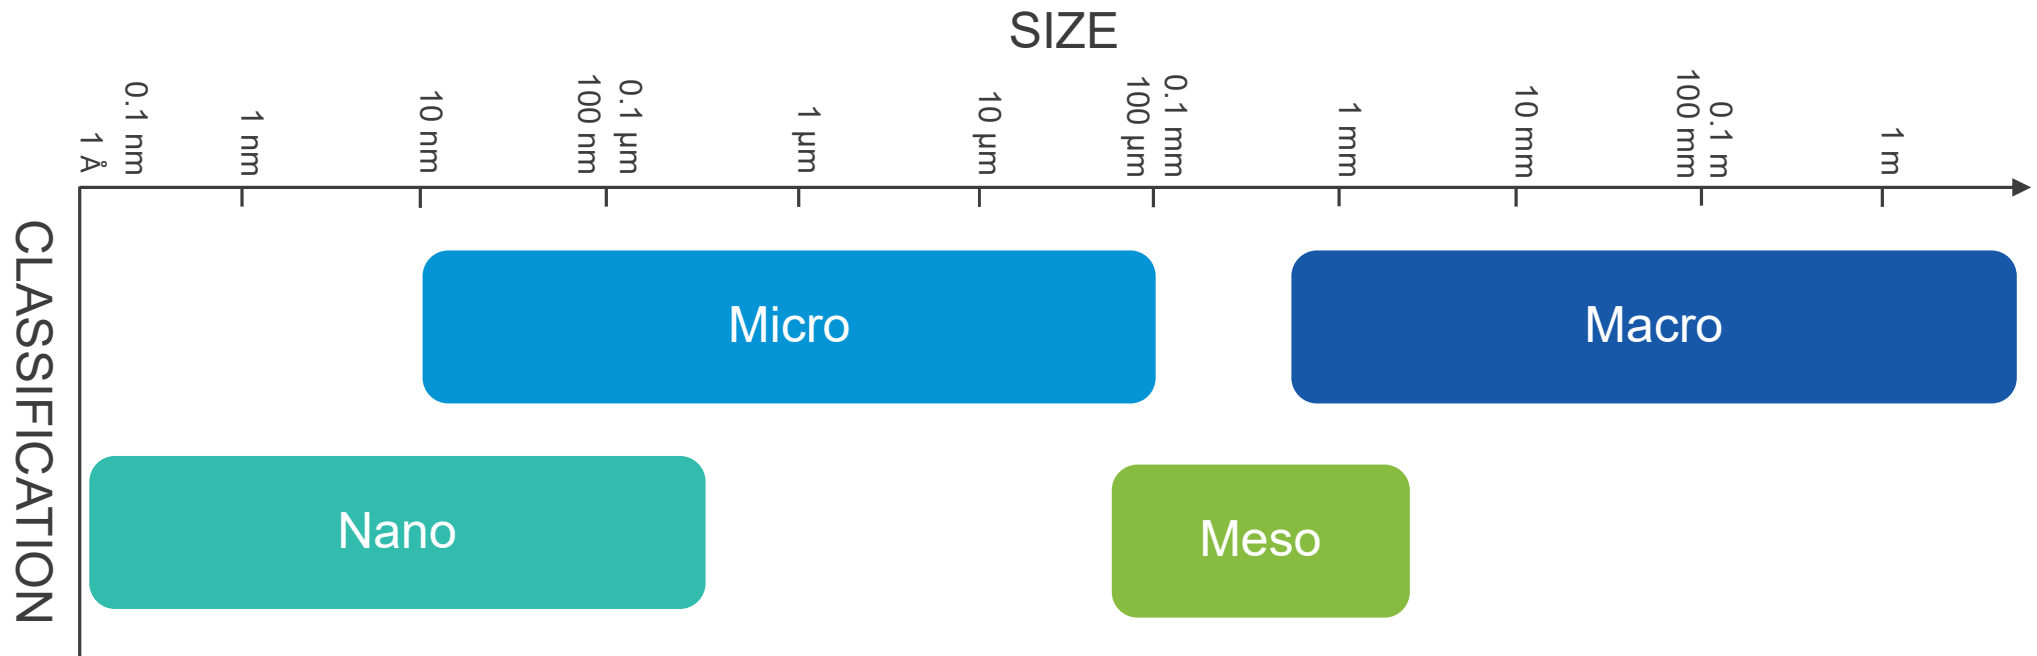 SIZE
1 Å
0.1 nm
1 nm
10 nm
100 nm
0.1 µm
1 µm
10 µm
100 µm
0.1 mm
1 mm
10 mm
100 mm
0.1 m
1 m
CLASSIFICATION
Micro
Macro
Nano
Meso